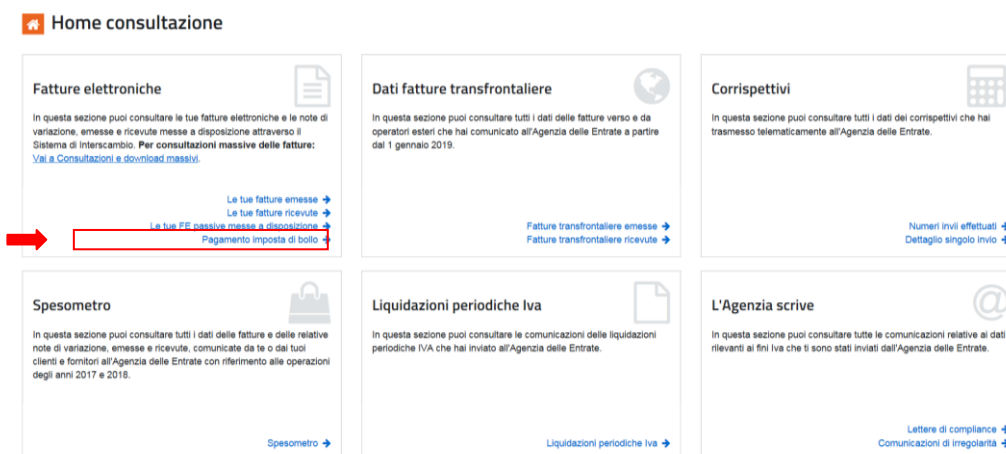 Home consultazione
Fatture elettroniche
In questa sezione puoi consultare le tue fatture elettroniche e le note di
variazione, emesse e ricevute messe a disposizione attraverso il
Sistema di Interscambio. Per consultazioni massive delle fatture:
Vai a Consultazioni e download massivi.
Le tue fatture emesse
Le tue fatture ricevute
Le tue FE passive messe a disposizione
Pagamento imposta di bollo
Dati fatture transfrontaliere
In questa sezione puoi consultare tutti i dati delle fatture verso e da
operatori esteri che hai comunicato all'Agenzia delle Entrate a partire
dal 1 gennaio 2019.
Fatture transfrontaliere emesse
Fatture transfrontaliere ricevute
Corrispettivi
In questa sezione puoi consultare tutti i dati dei corrispettivi che hai
trasmesso telematicamente all'Agenzia delle Entrate.
Numeri invii effettuati
Dettaglio singolo invio
Spesometro
In questa sezione puoi consultare tutti i dati delle fatture e delle relative
note di variazione, emesse e ricevute, comunicate da te o dai tuoi
clienti e fornitori all'Agenzia delle Entrate con riferimento alle operazioni
degli anni 2017 e 2018.
Spesometro
Liquidazioni periodiche Iva
In questa sezione puoi consultare le comunicazioni delle liquidazioni
periodiche IVA che hai inviato all'Agenzia delle Entrate.
Liquidazioni periodiche Iva
L'Agenzia scrive
In questa sezione puoi consultare tutte le comunicazioni relative ai dati
rilevanti ai fini Iva che ti sono stati inviati dall'Agenzia delle Entrate.
Lettere di compliance
Comunicazioni di irregolarità